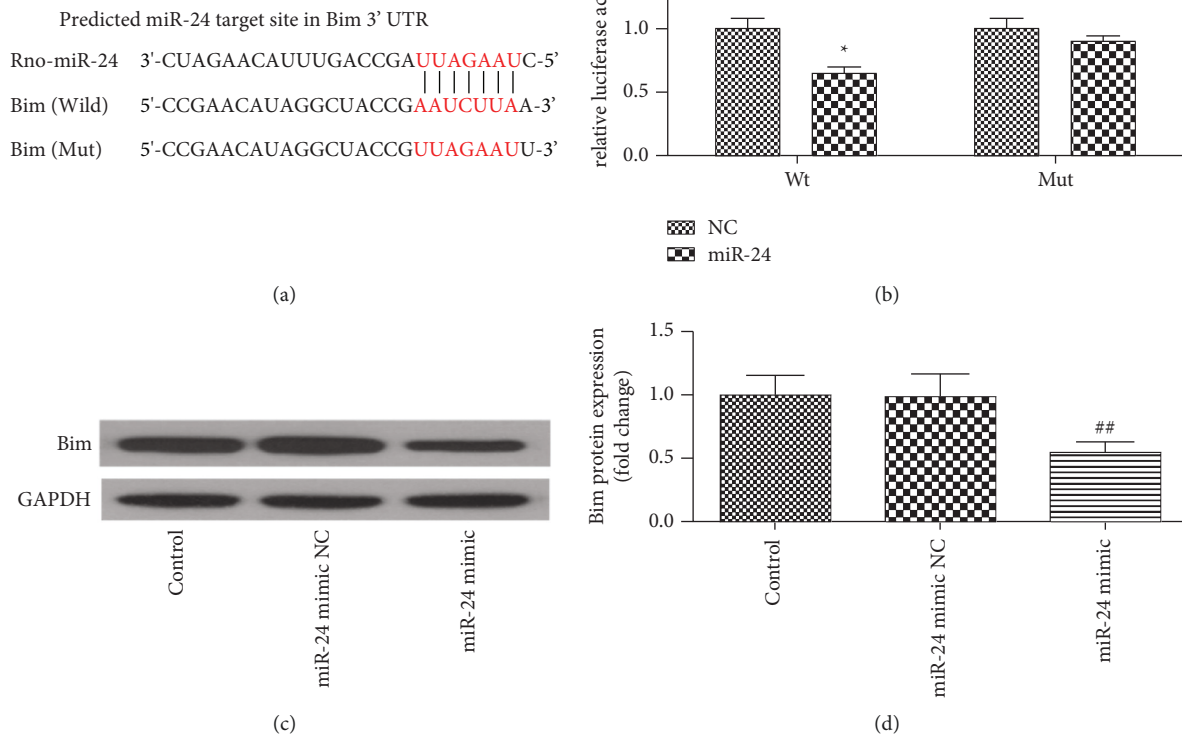 Predicted miR-24 target site in Bim 3' UTR
Rno-miR-24 3'-CUAGAACAUUUGACCGAUUAGAAUC-5'
Bim (Wild) 5'-CCGAACAUAGGCUACCGAAUCUUAA-3'
Bim (Mut) 5'-CCGAACAUAGGCUACCGUUAGAAUU-3'
(a)
relative luciferase
1.0
0.5
0.0
*
Wt
Mut
NC
miR-24
(b)
Bim
GAPDH
Control
miR-24 mimic NC
miR-24 mimic
(c)
Bim protein expression
(fold change)
1.5
1.0
0.5
0.0
##
Control
miR-24 mimic NC
miR-24 mimic
(d)